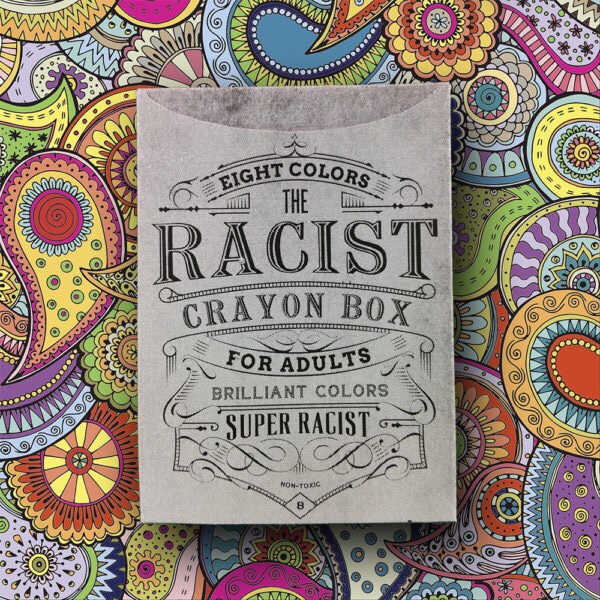 EIGHT COLORS
THE
RACIST
CRAYON BOX
FOR ADULTS
BRILLIANT COLORS
SUPER RACIST
NON-TOXIC
8